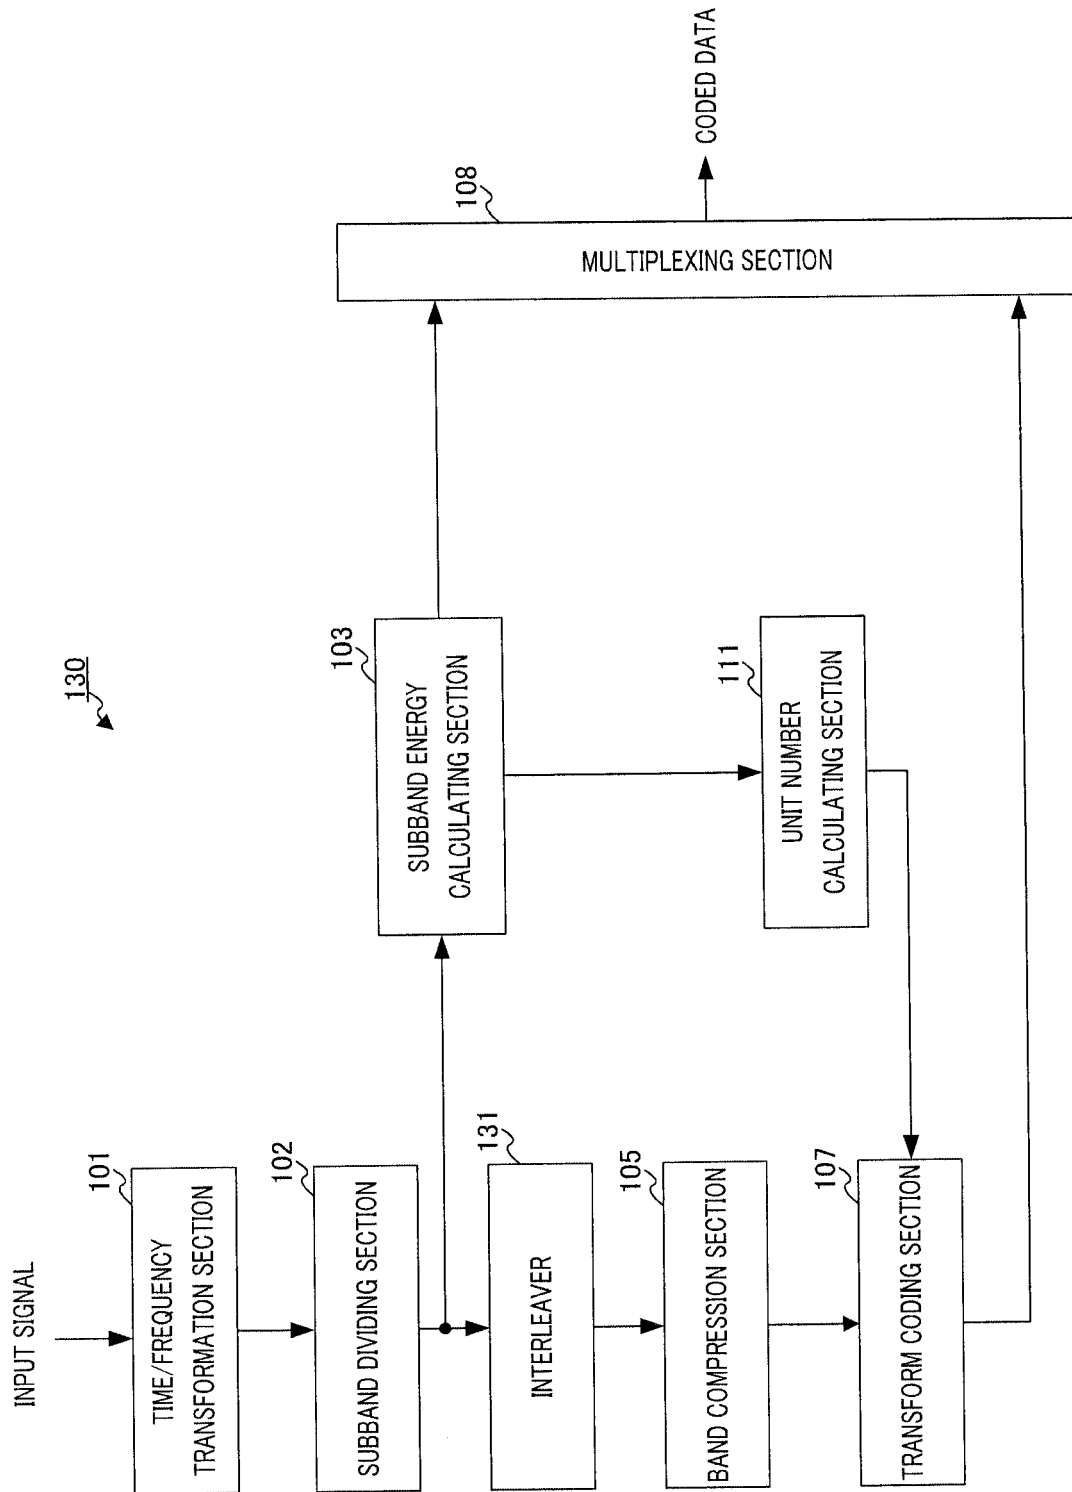 130
INPUT SIGNAL
101
TIME/FREQUENCY
TRANSFORMATION SECTION
102
SUBBAND DIVIDING SECTION
131
INTERLEAVER
105
BAND COMPRESSION SECTION
107
TRANSFORM CODING SECTION
103
SUBBAND ENERGY
CALCULATING SECTION
111
UNIT NUMBER
CALCULATING SECTION
108
MULTIPLEXING SECTION
CODED DATA